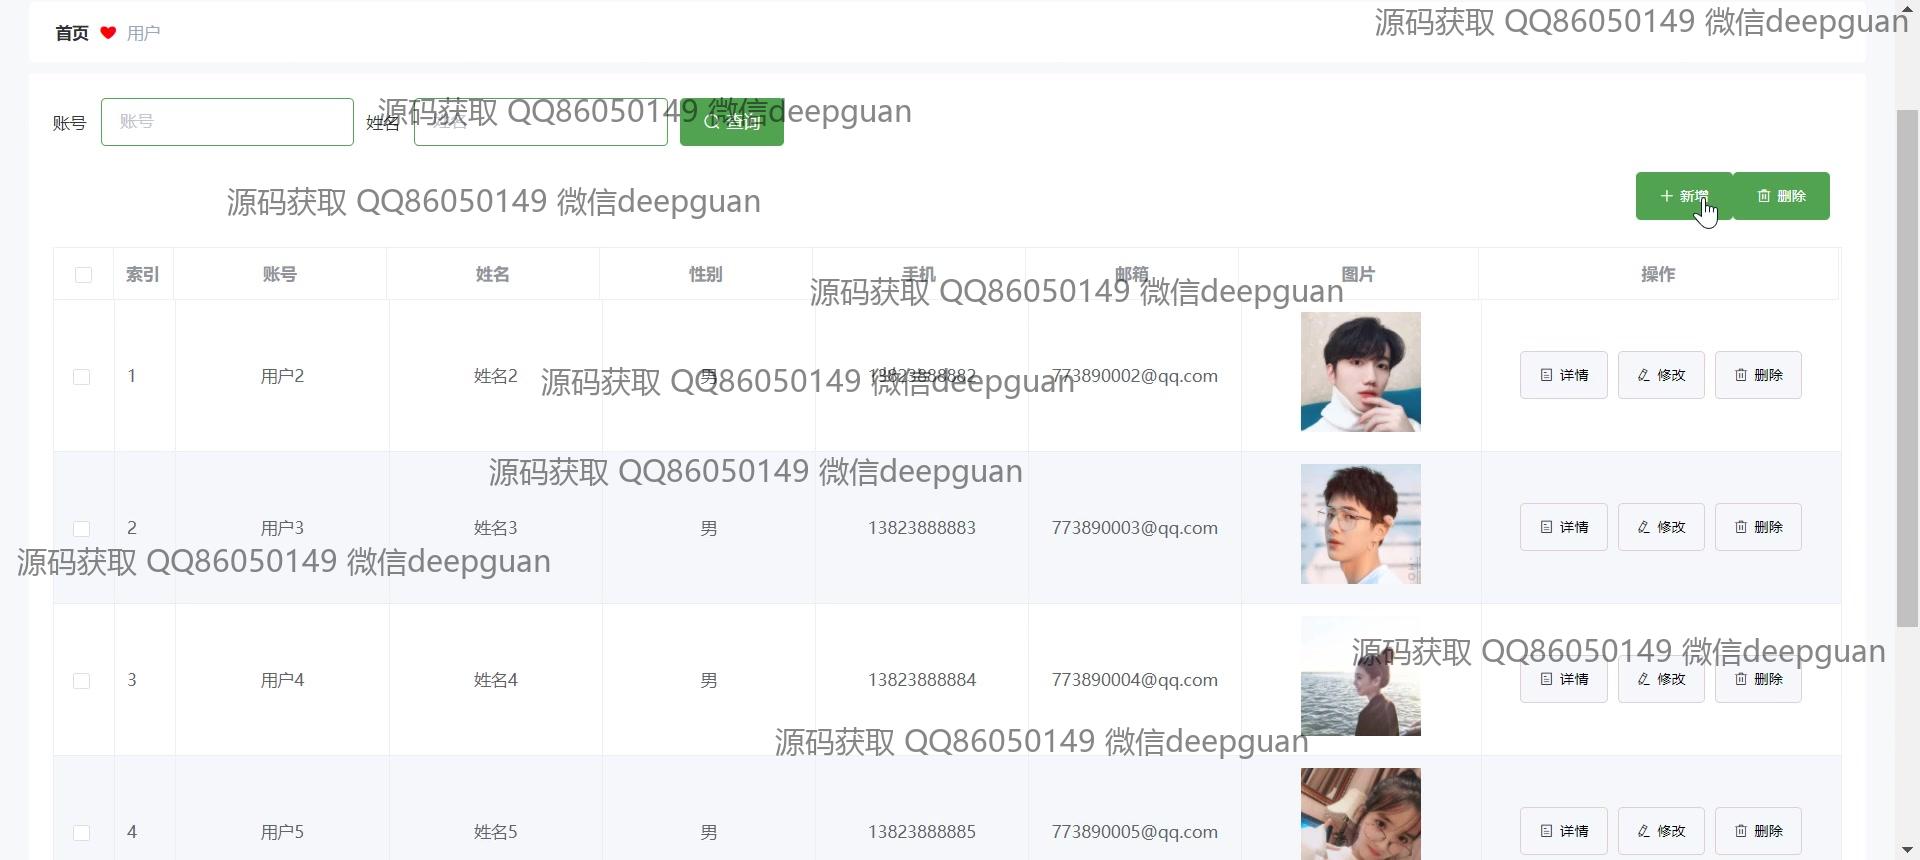 首页 用户
源码获取 QQ86050149 微信deepguan
账号 账号 姓名 姓名 查询
源码获取 QQ86050149 微信deepguan
源码获取 QQ86050149 微信deepguan
新增 删除
索引 账号 姓名 性别 手机 邮箱 图片 操作
源码获取 QQ86050149 微信deepguan
1 用户2 姓名2 男 13823888882 773890002@qq.com 详情 修改 删除
源码获取 QQ86050149 微信deepguan
源码获取 QQ86050149 微信deepguan
2 用户3 姓名3 男 13823888883 773890003@qq.com 详情 修改 删除
源码获取 QQ86050149 微信deepguan
源码获取 QQ86050149 微信deepguan
3 用户4 姓名4 男 13823888884 773890004@qq.com 详情 修改 删除
源码获取 QQ86050149 微信deepguan
4 用户5 姓名5 男 13823888885 773890005@qq.com 详情 修改 删除